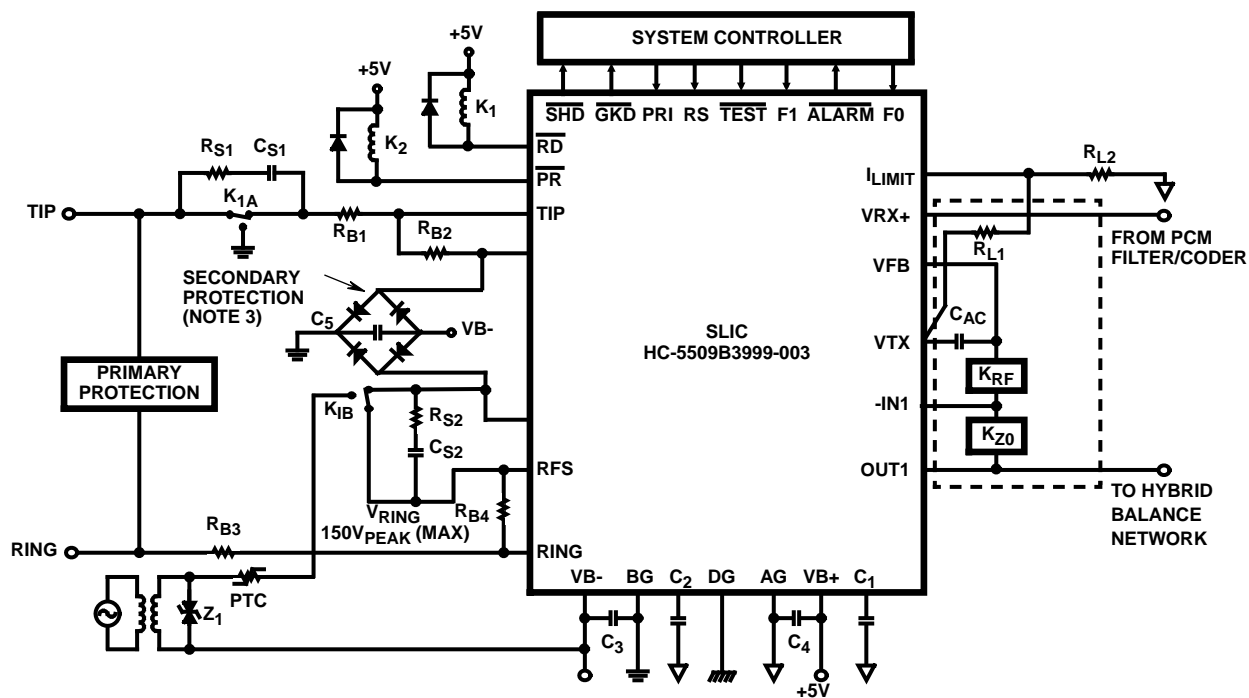 SYSTEM CONTROLLER
+5V
+5V
K1
K2
SHD GKD PRI RS TEST F1 ALARM F0
RD
PR
RS1 CS1
K1A
TIP
RB1
TIP
RB2
SECONDARY
PROTECTION
(NOTE 3)
C5
VB-
PRIMARY
PROTECTION
KIB
RS2
CS2
RFS
VRING
150VPEAK (MAX)
RB4
RING
RB3
RING
PTC
Z1
SLIC
HC-5509B3999-003
VB- BG C2 DG AG VB+ C1
C3
C4
+5V
ILIMIT
RL2
VRX+
RL1
FROM PCM
FILTER/CODER
VFB
CAC
VTX
KRF
-IN1
KZ0
OUT1
TO HYBRID
BALANCE
NETWORK